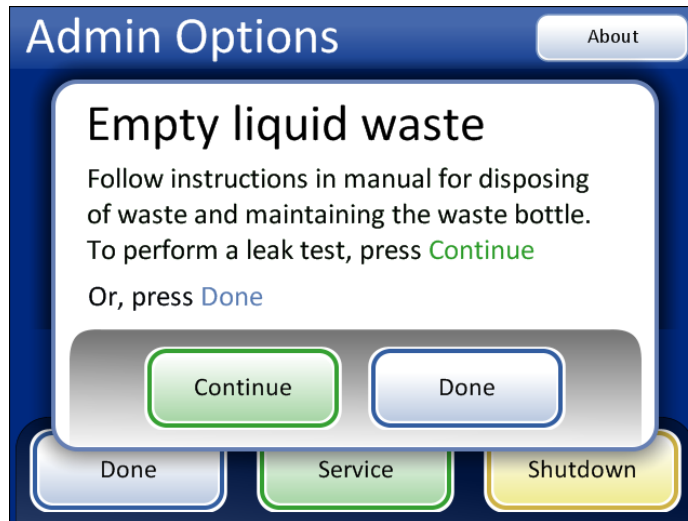 Admin Options
About
Empty liquid waste
Follow instructions in manual for disposing
of waste and maintaining the waste bottle.
To perform a leak test, press Continue
Or, press Done
Continue
Done
Done
Service
Shutdown